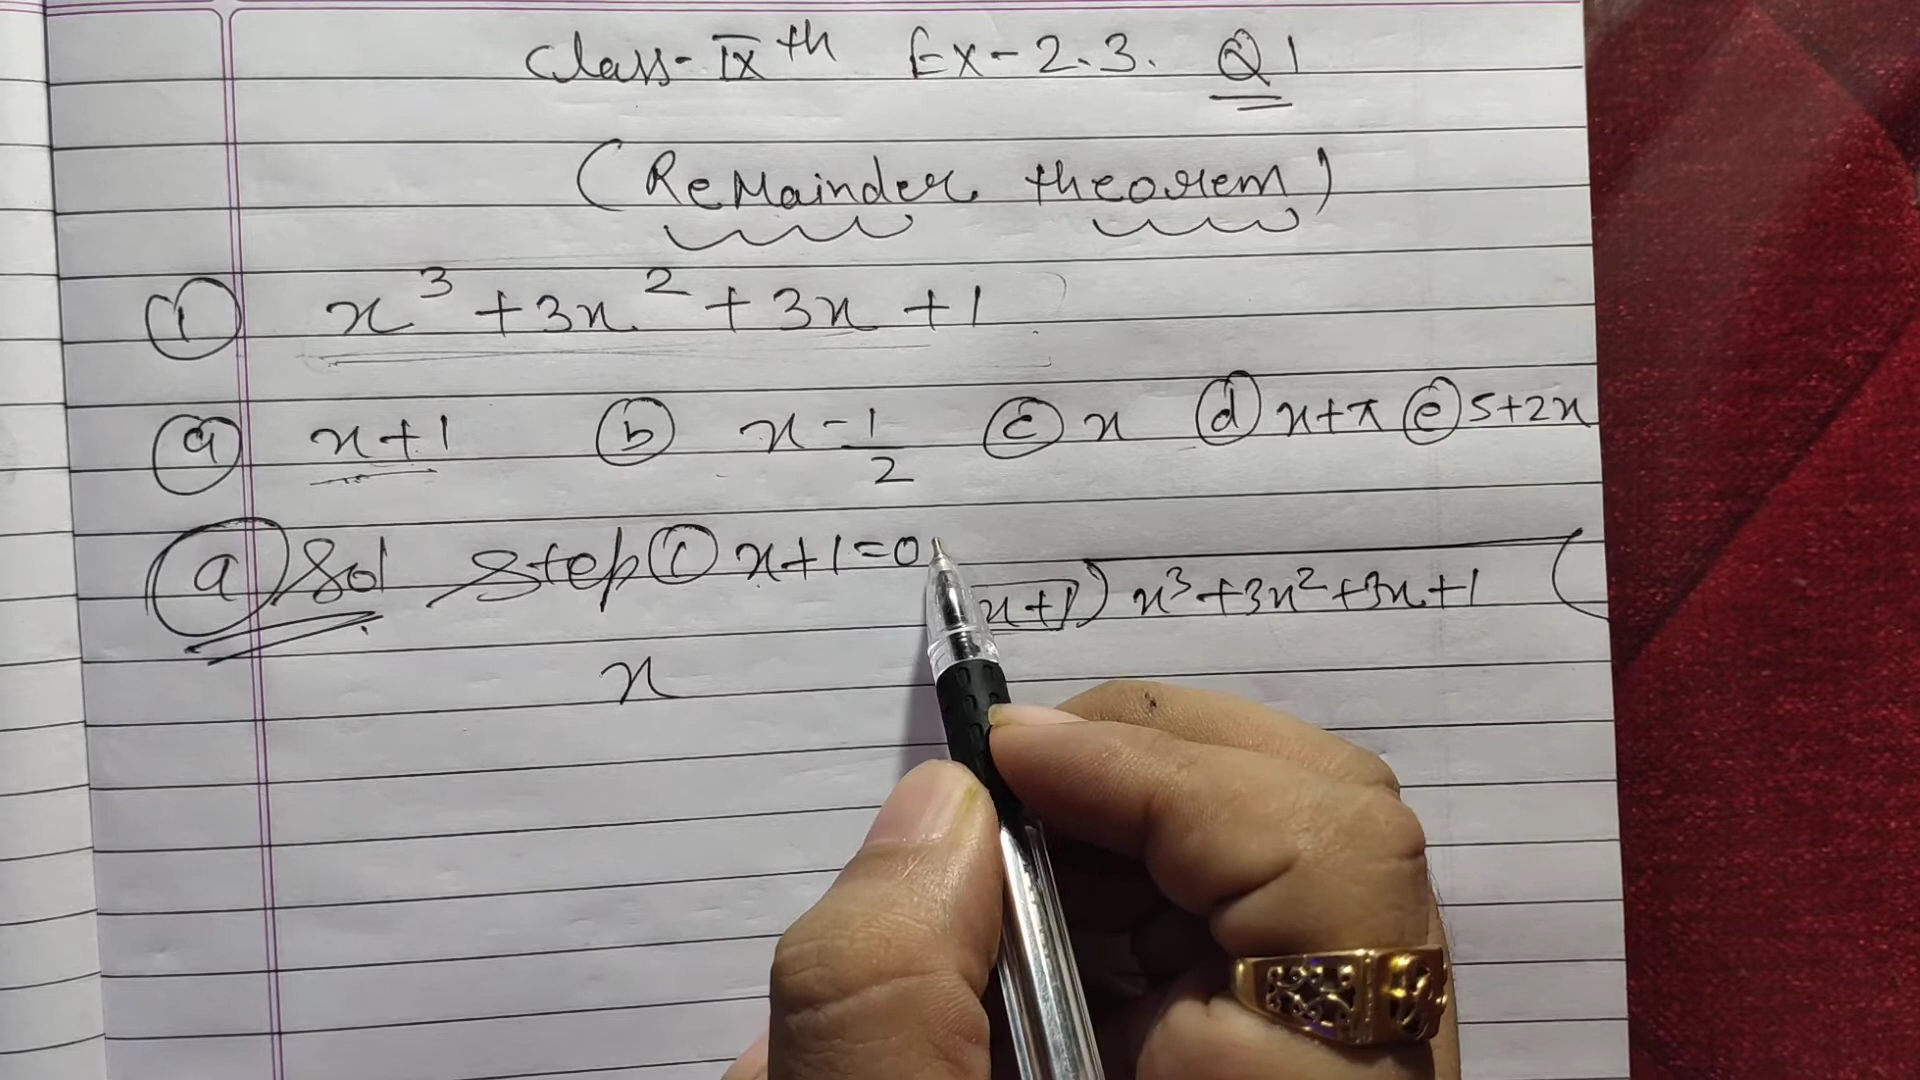 Class-IXth Ex-2.3. Q1
(ReMainder theorem)
1 x³ + 3x² + 3x + 1
a x+1 b x - 1/2 c x d x+π e 5+2x
a Sol Step 1 x+1=0 x+1) x³+3x²+3x+1 (
x